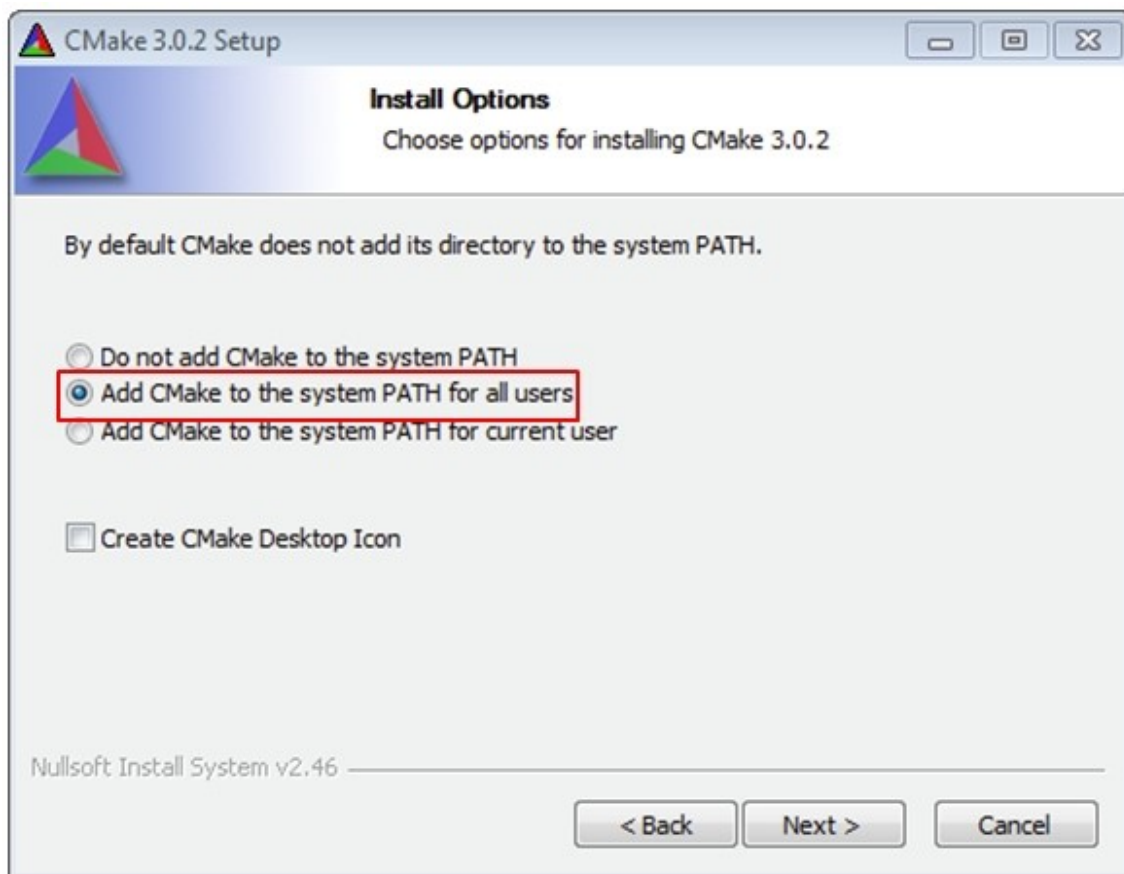 CMake 3.0.2 Setup
Install Options
Choose options for installing CMake 3.0.2
By default CMake does not add its directory to the system PATH.
Do not add CMake to the system PATH
Add CMake to the system PATH for all users
Add CMake to the system PATH for current user
Create CMake Desktop Icon
Nullsoft Install System v2.46
< Back Next > Cancel